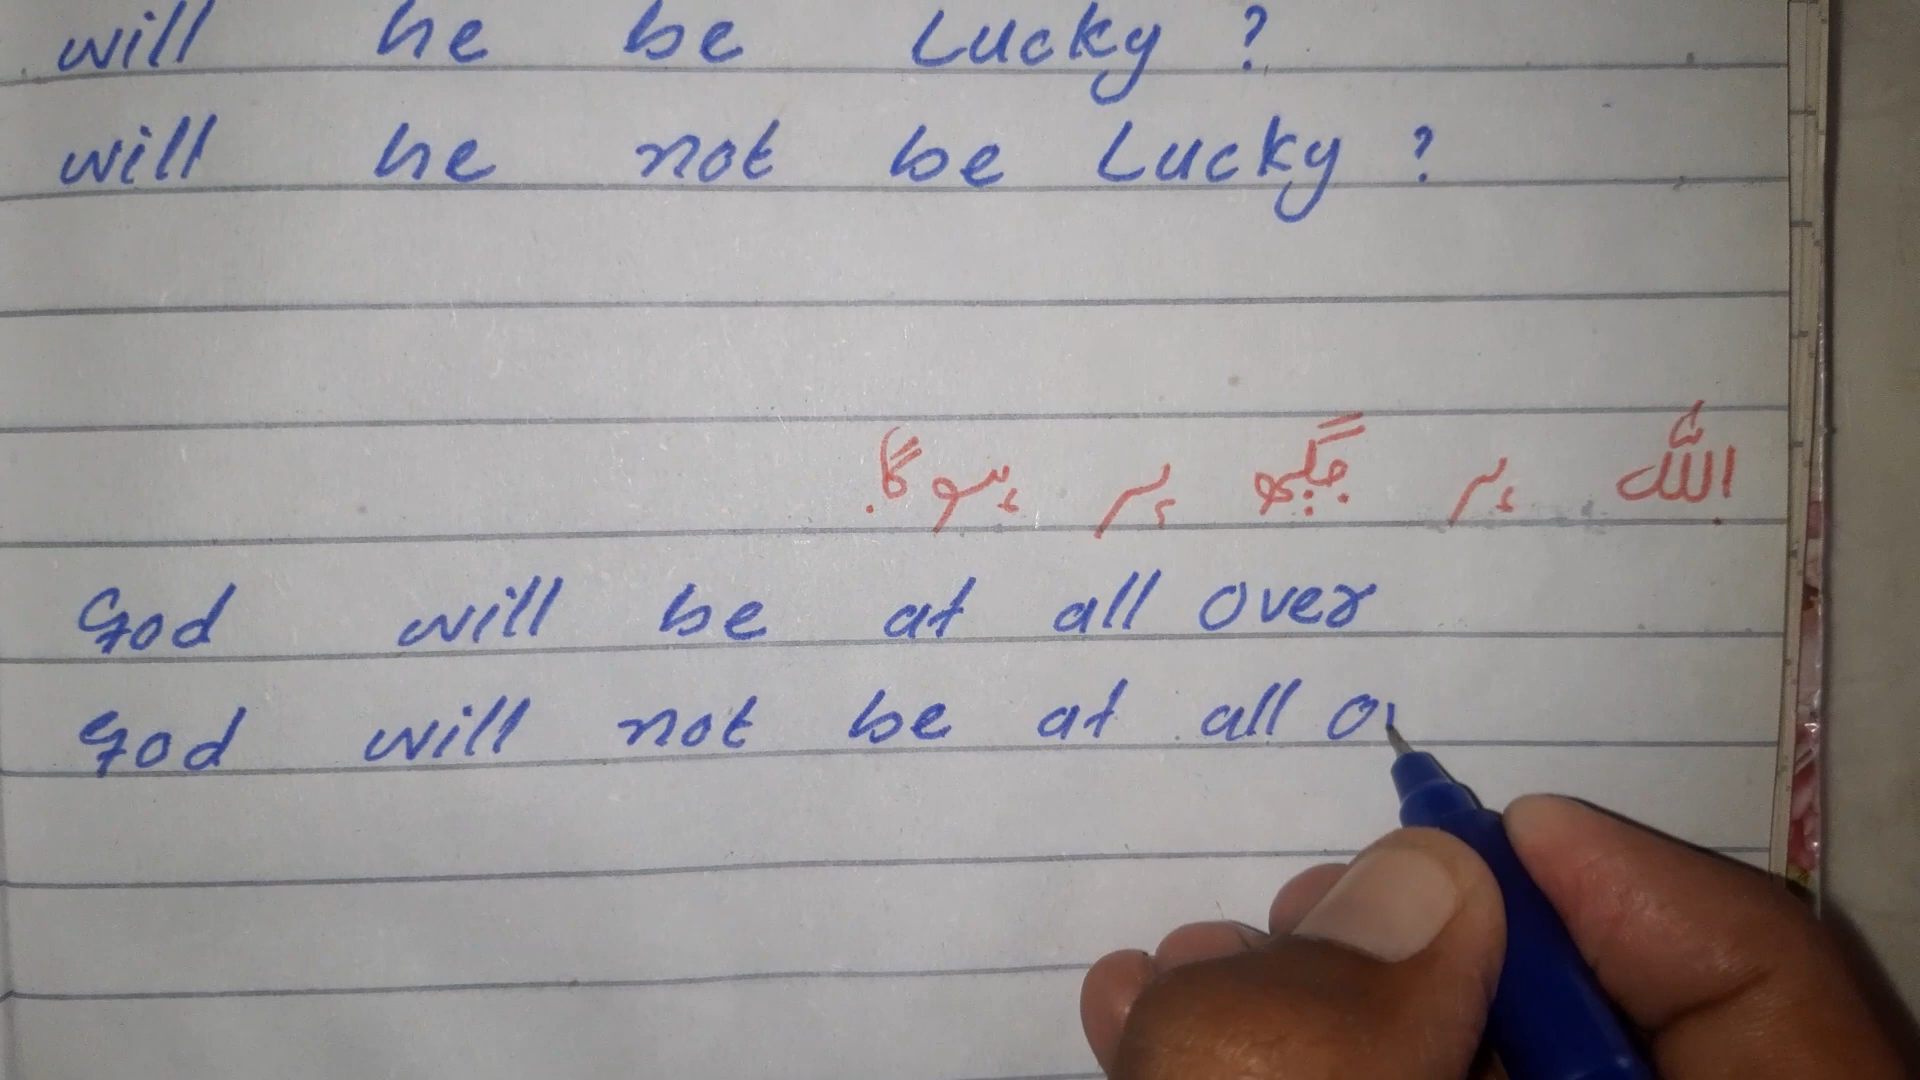 will he be Lucky ?
will he not be Lucky ?
اللہ ہر جگہ پر ہوگا۔
God will be at all over
God will not be at all ov